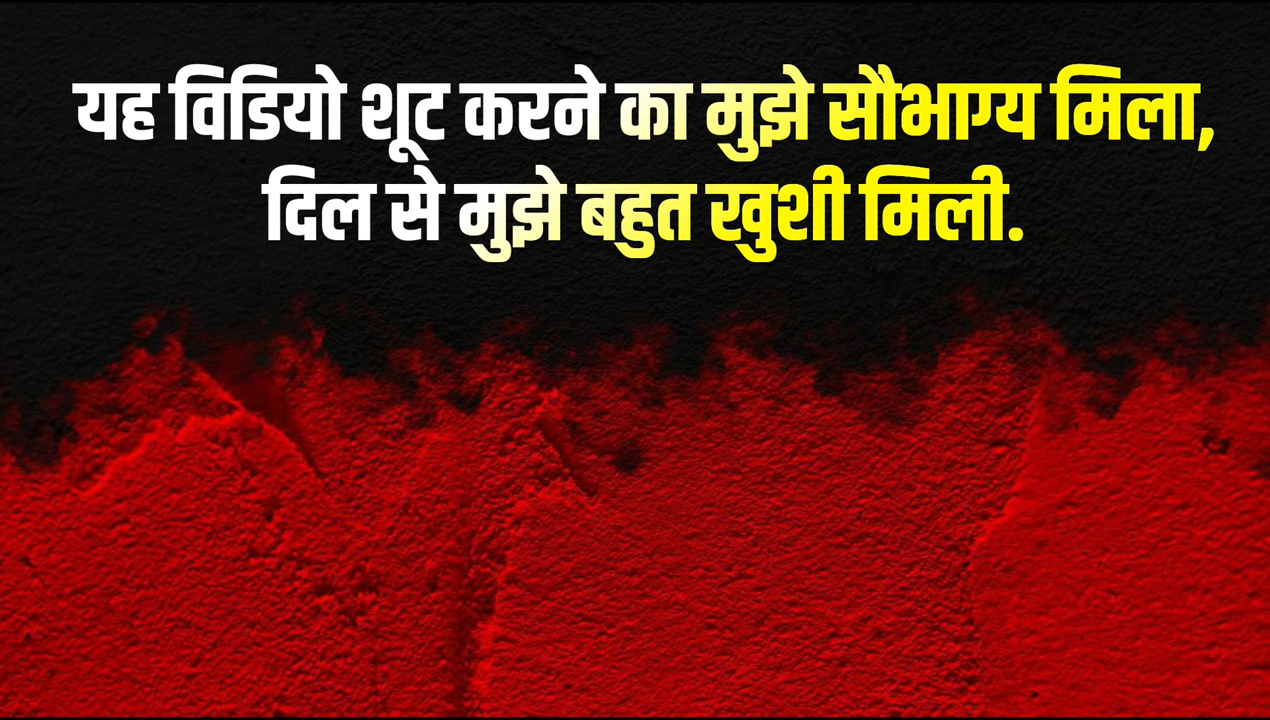 यह विडियो शूट करने का मुझे सौभाग्य मिला,
दिल से मुझे बहुत खुशी मिली.